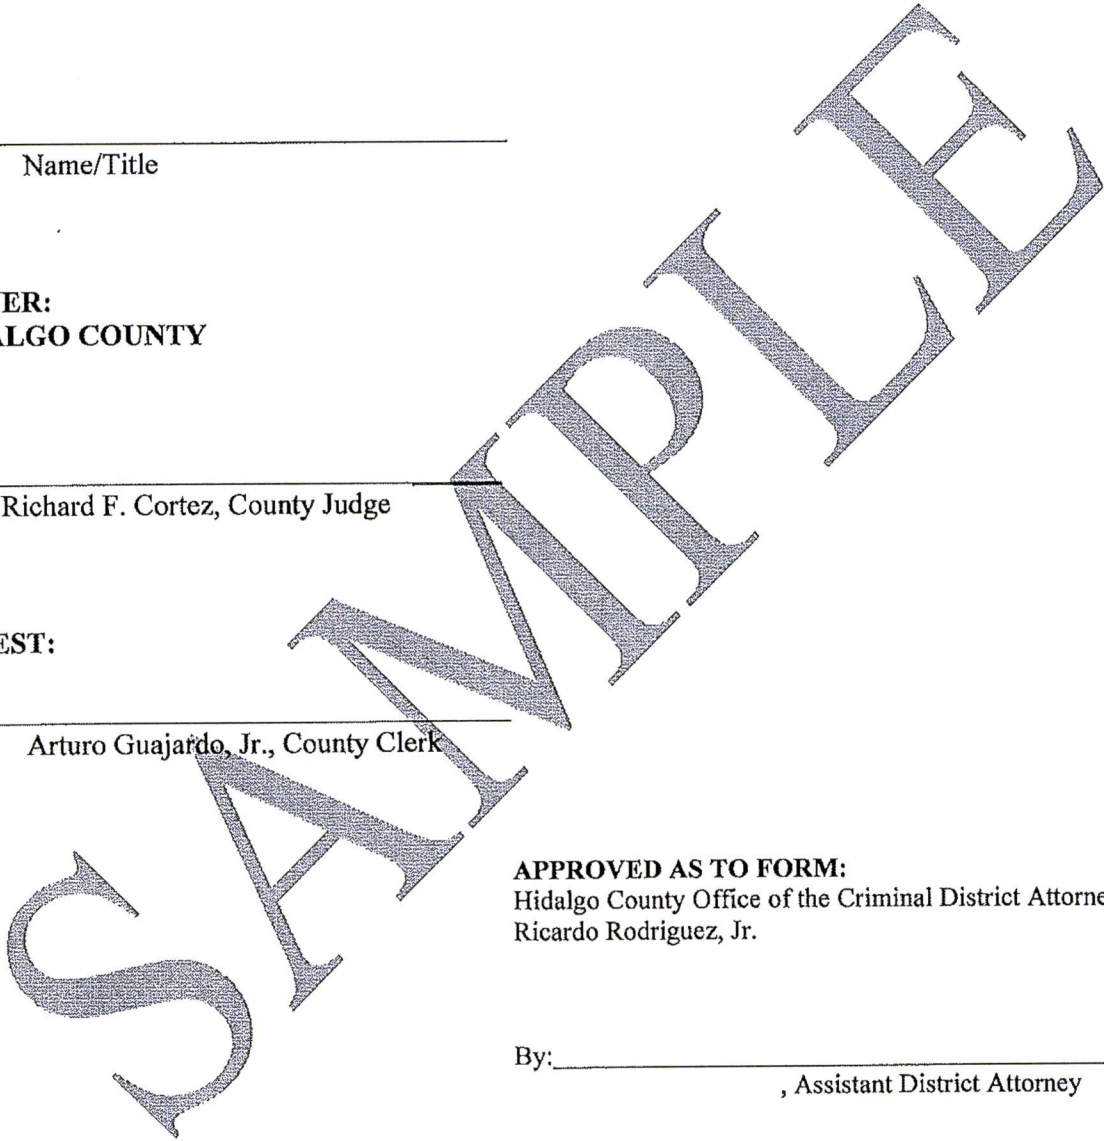 Name/Title
ER:
ALGO COUNTY
Richard F. Cortez, County Judge
EST:
Arturo Guajardo, Jr., County Clerk
SAMPLE
APPROVED AS TO FORM:
Hidalgo County Office of the Criminal District Attorne
Ricardo Rodriguez, Jr.
By:
, Assistant District Attorney